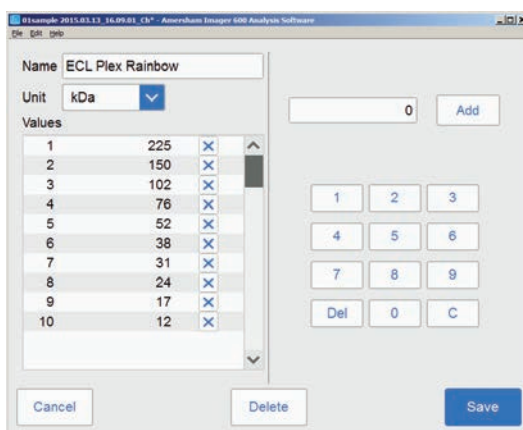 01sample 2015.03.13_16.09.01_Ch* - Amersham Imager 600 Analysis Software
File Edit Help
Name ECL Plex Rainbow
Unit kDa
Values
0 Add
1 225
2 150
3 102
4 76
5 52
6 38
7 31
8 24
9 17
10 12
1 2 3
4 5 6
7 8 9
Del 0 C
Cancel Delete Save